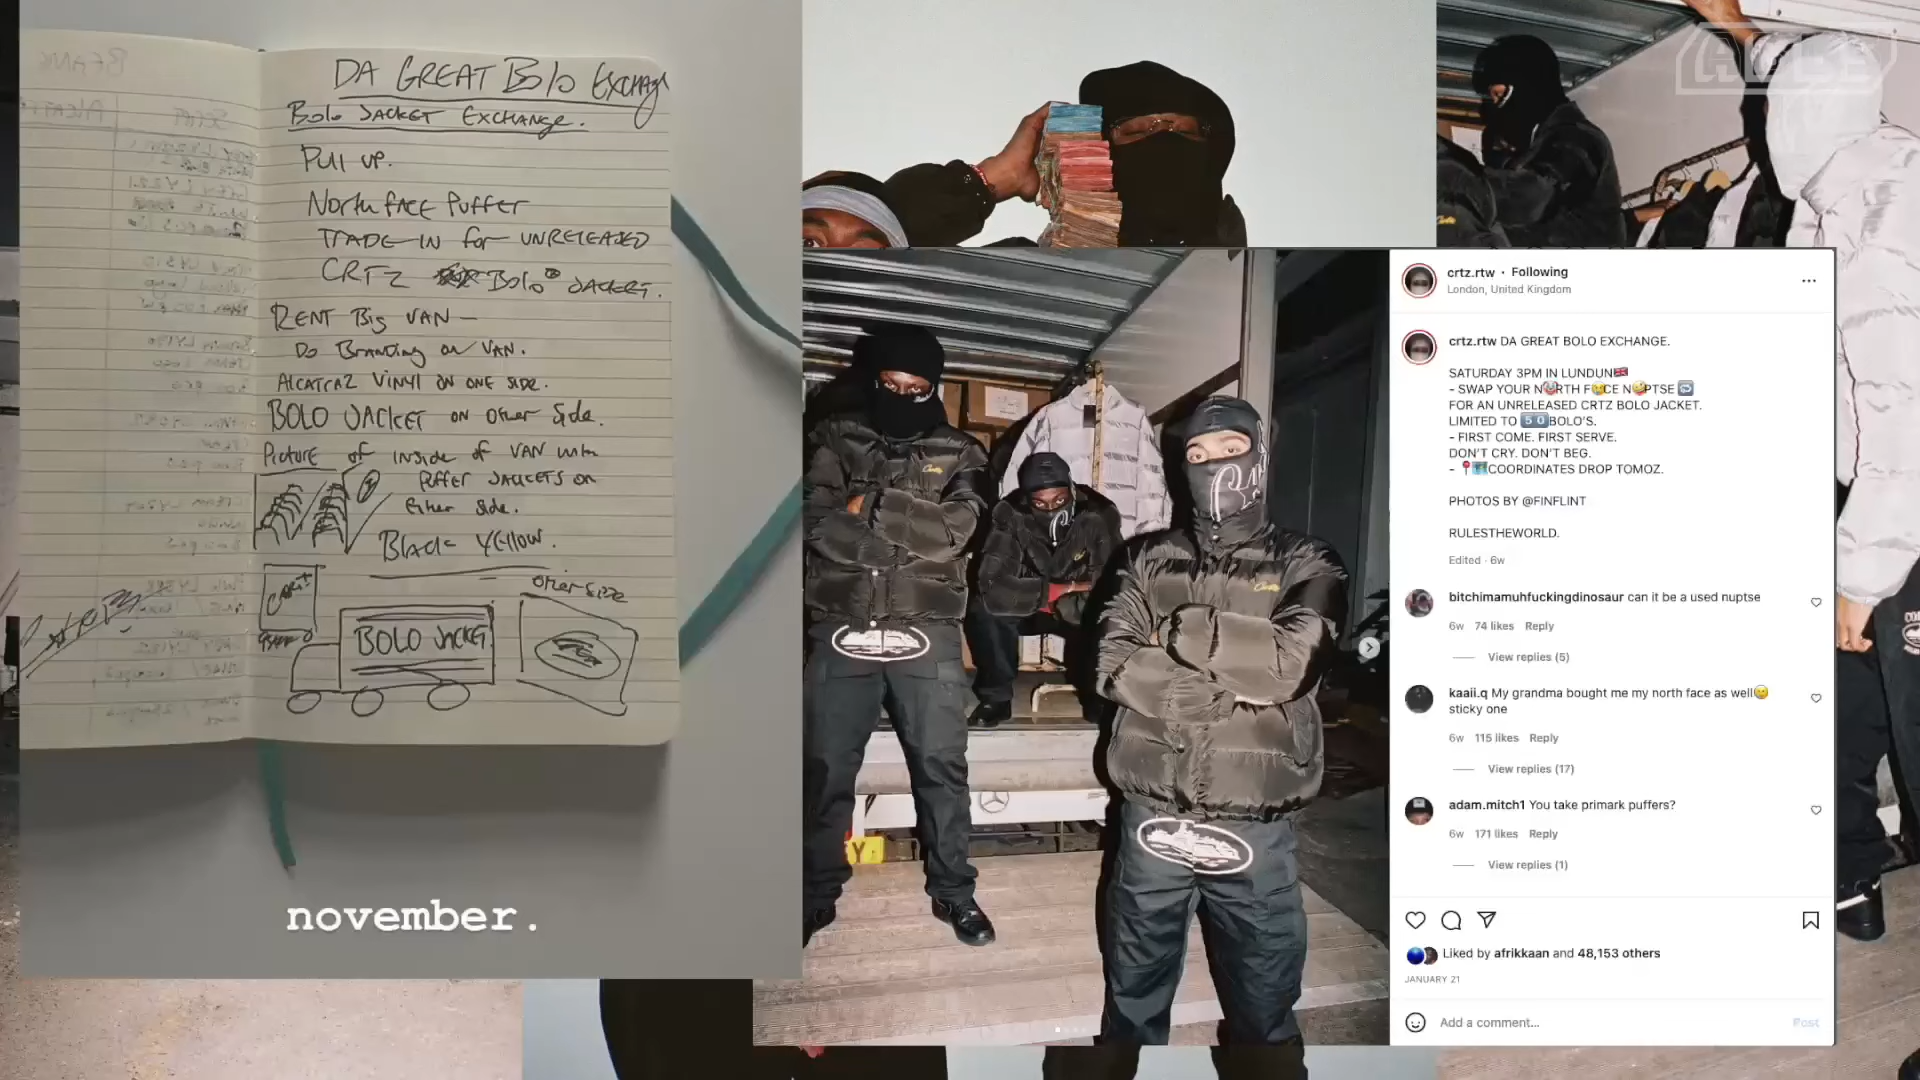 DA GREAT BOLO EXCHANGE
BOLO JACKET EXCHANGE.
PULL UP.
NORTH FACE PUFFER
TRADE-IN FOR UNRELEASED
CRTZ BOLO JACKET.
RENT BIG VAN —
DO BRANDING ON VAN.
ALCATRAZ VINYL ON ONE SIDE.
BOLO JACKET ON OTHER SIDE.
PICTURE OF INSIDE OF VAN WITH
PUFFER JACKETS ON
EITHER SIDE.
BLACK YELLOW.
OTHER SIDE
BOLO JACKET
november.
crtz.rtw • Following
London, United Kingdom
crtz.rtw DA GREAT BOLO EXCHANGE.
SATURDAY 3PM IN LUNDUN🇬🇧
- SWAP YOUR N🤡RTH F🤢CE N🤪PTSE 🔁
FOR AN UNRELEASED CRTZ BOLO JACKET.
LIMITED TO 5️⃣0️⃣BOLO'S.
- FIRST COME. FIRST SERVE.
DON'T CRY. DON'T BEG.
- 📍🗺️COORDINATES DROP TOMOZ.
PHOTOS BY @FINFLINT
RULESTHEWORLD.
Edited · 6w
bitchimamuhfuckingdinosaur can it be a used nuptse
6w 74 likes Reply
View replies (5)
kaaii.q My grandma bought me my north face as well😕
sticky one
6w 115 likes Reply
View replies (17)
adam.mitch1 You take primark puffers?
6w 171 likes Reply
View replies (1)
Liked by afrikkaan and 48,153 others
JANUARY 21
Add a comment...
Post